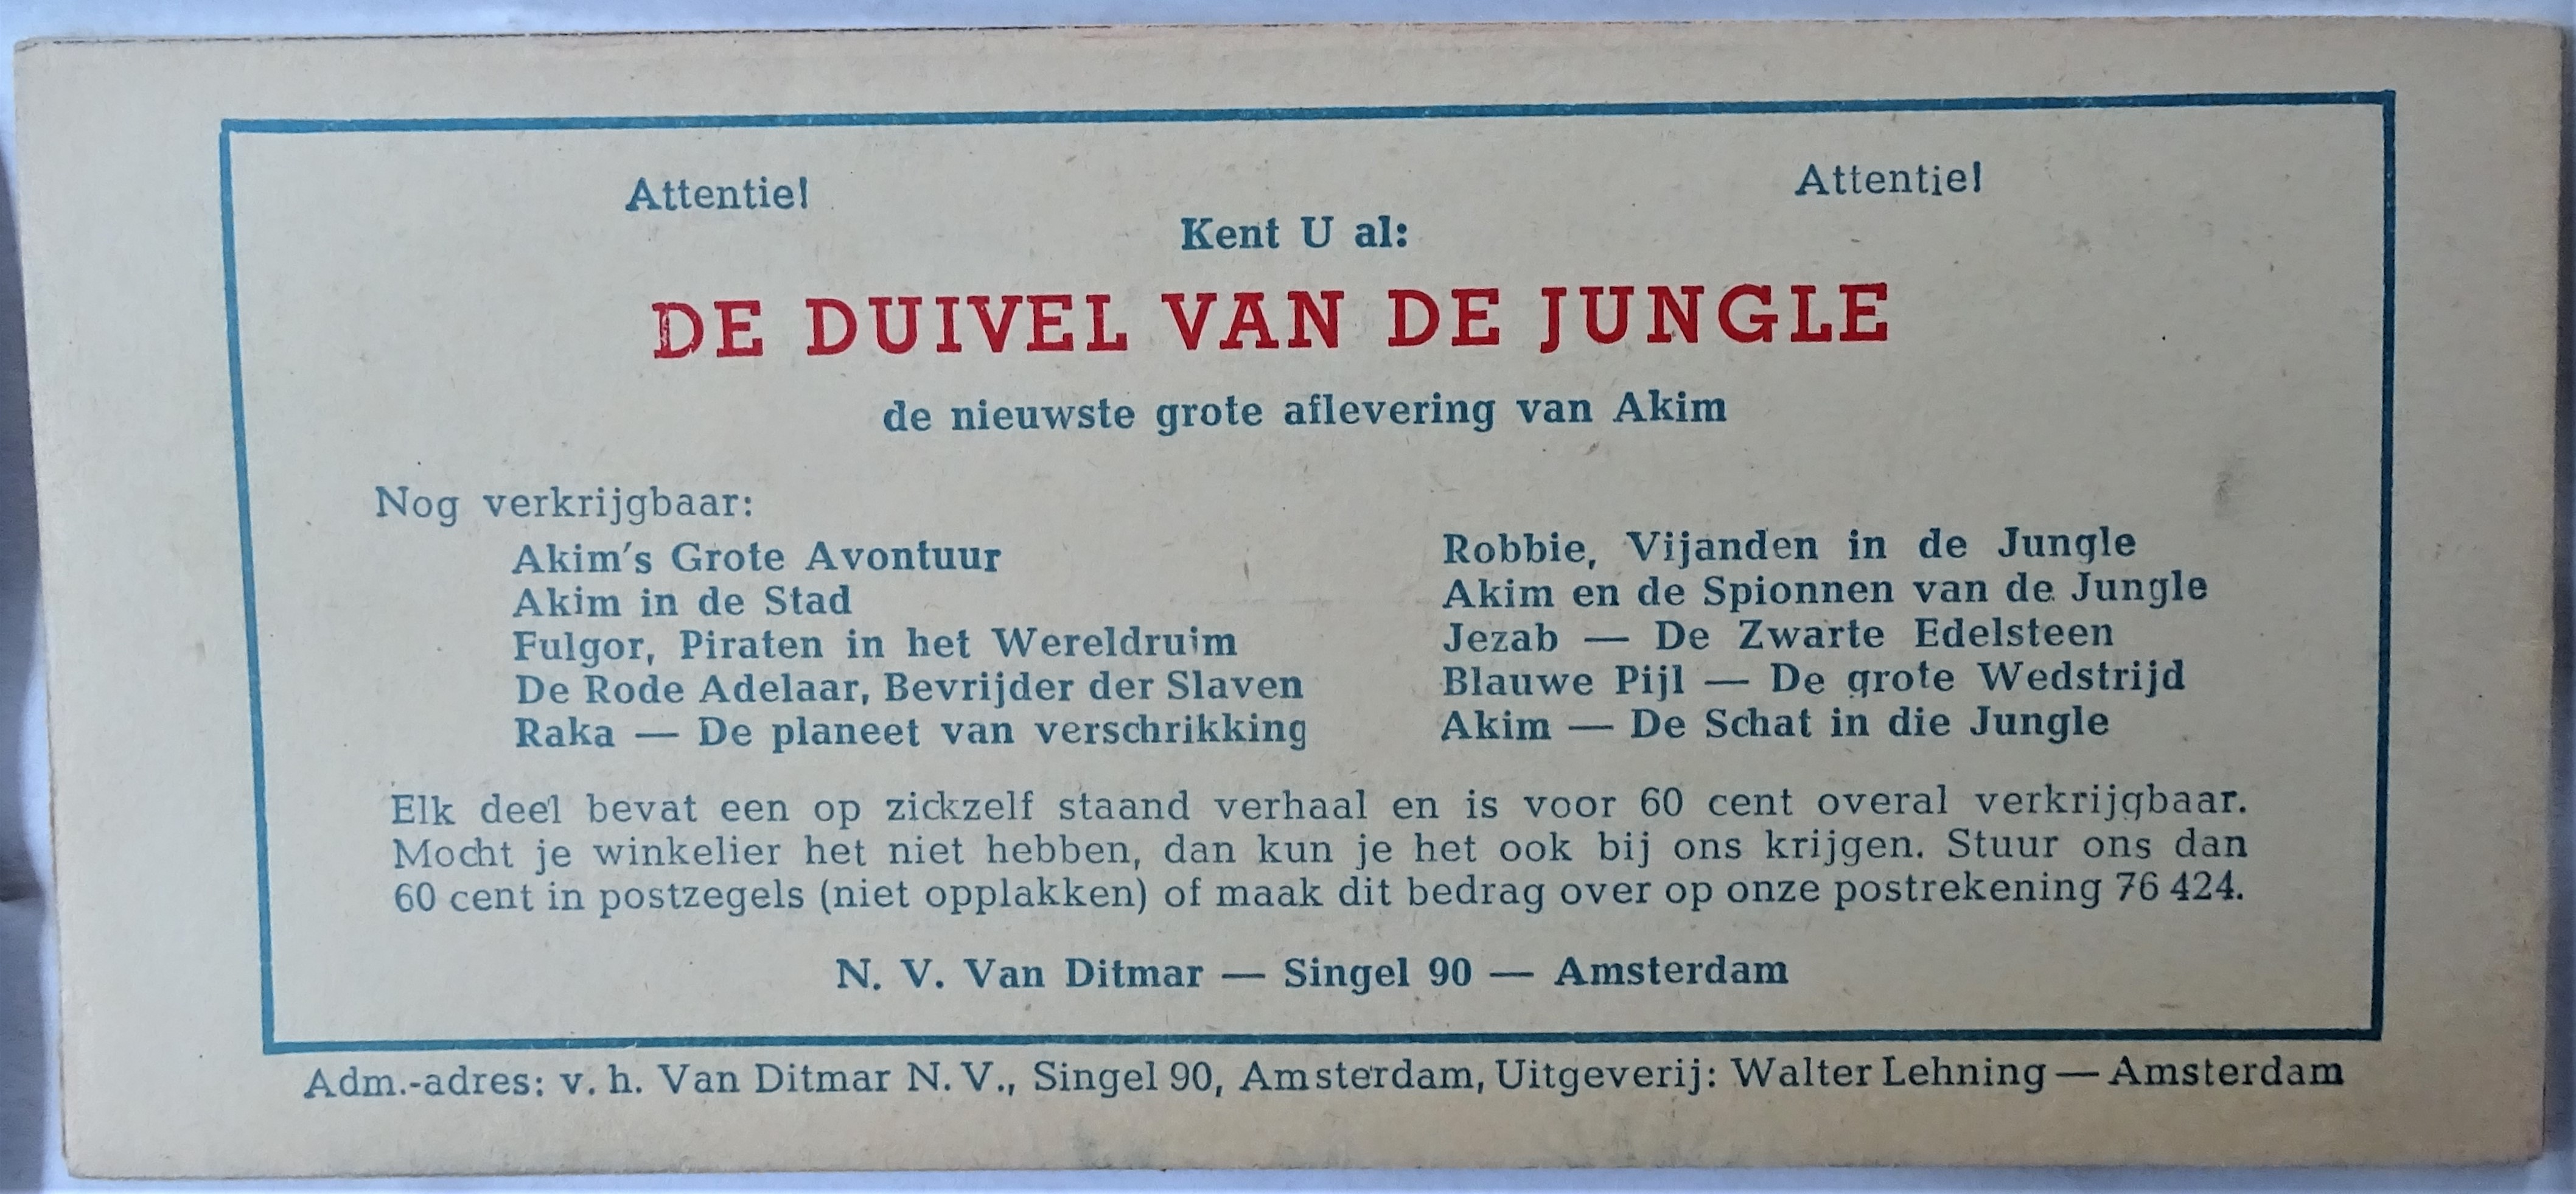 Attentie!
Attentie!
Kent U al:
DE DUIVEL VAN DE JUNGLE
de nieuwste grote aflevering van Akim
Nog verkrijgbaar:
Akim's Grote Avontuur
Akim in de Stad
Fulgor, Piraten in het Wereldruim
De Rode Adelaar, Bevrijder der Slaven
Raka — De planeet van verschrikking
Robbie, Vijanden in de Jungle
Akim en de Spionnen van de Jungle
Jezab — De Zwarte Edelsteen
Blauwe Pijl — De grote Wedstrijd
Akim — De Schat in die Jungle
Elk deel bevat een op zickzelf staand verhaal en is voor 60 cent overal verkrijgbaar.
Mocht je winkelier het niet hebben, dan kun je het ook bij ons krijgen. Stuur ons dan
60 cent in postzegels (niet opplakken) of maak dit bedrag over op onze postrekening 76 424.
N. V. Van Ditmar — Singel 90 — Amsterdam
Adm.-adres: v. h. Van Ditmar N. V., Singel 90, Amsterdam, Uitgeverij: Walter Lehning — Amsterdam